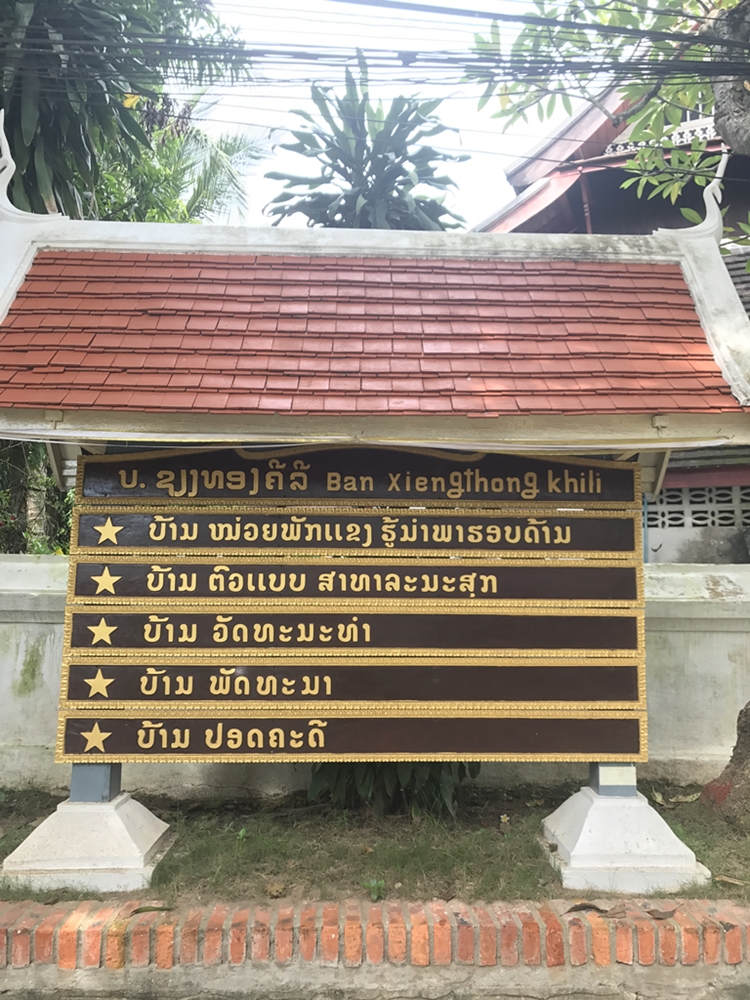 ບ. ຊຽງທອງຄີລີ Ban Xiengthong khili
★ ບ້ານ ໜ່ວຍພັກແຂງ ຮູ້ນຳພາຮອບດ້ານ
★ ບ້ານ ຕົວແບບ ສາທາລະນະສຸກ
★ ບ້ານ ວັດທະນະທຳ
★ ບ້ານ ພັດທະນາ
★ ບ້ານ ປອດຄະດີ